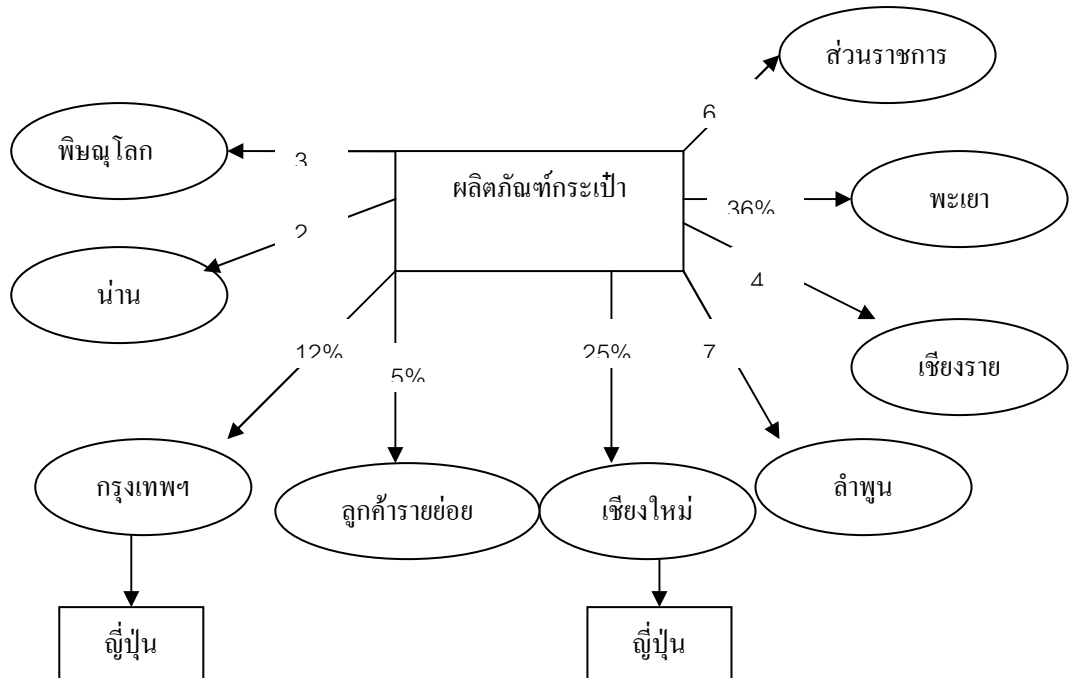 ส่วนราชการ
6
พิษณุโลก
3
ผลิตภัณฑ์กระเป๋า
36%
พะเยา
2
น่าน
4
เชียงราย
12%
5%
25%
7
กรุงเทพฯ
ลูกค้ารายย่อย
เชียงใหม่
ลำพูน
ญี่ปุ่น
ญี่ปุ่น